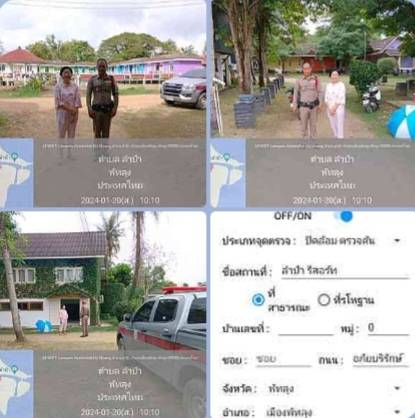 ตำบล ลำปำ
พัทลุง
ประเทศไทย
2024-01-20(ส.) 10:10
ตำบล ลำปำ
พัทลุง
ประเทศไทย
2024-01-20(ส.) 10:10
ตำบล ลำปำ
พัทลุง
ประเทศไทย
2024-01-20(ส.) 10:10
OFF/ON
ประเภทจุดตรวจ : ปิดล้อม ตรวจค้น
ชื่อสถานที่ : ลำปำ รีสอร์ท
ที่สาธารณะ ที่รโหฐาน
บ้านเลขที่ : หมู่ : 0
ซอย : ซอย ถนน : อภัยบริรักษ์
จังหวัด : พัทลุง
อำเภอ : เมืองพัทลุง